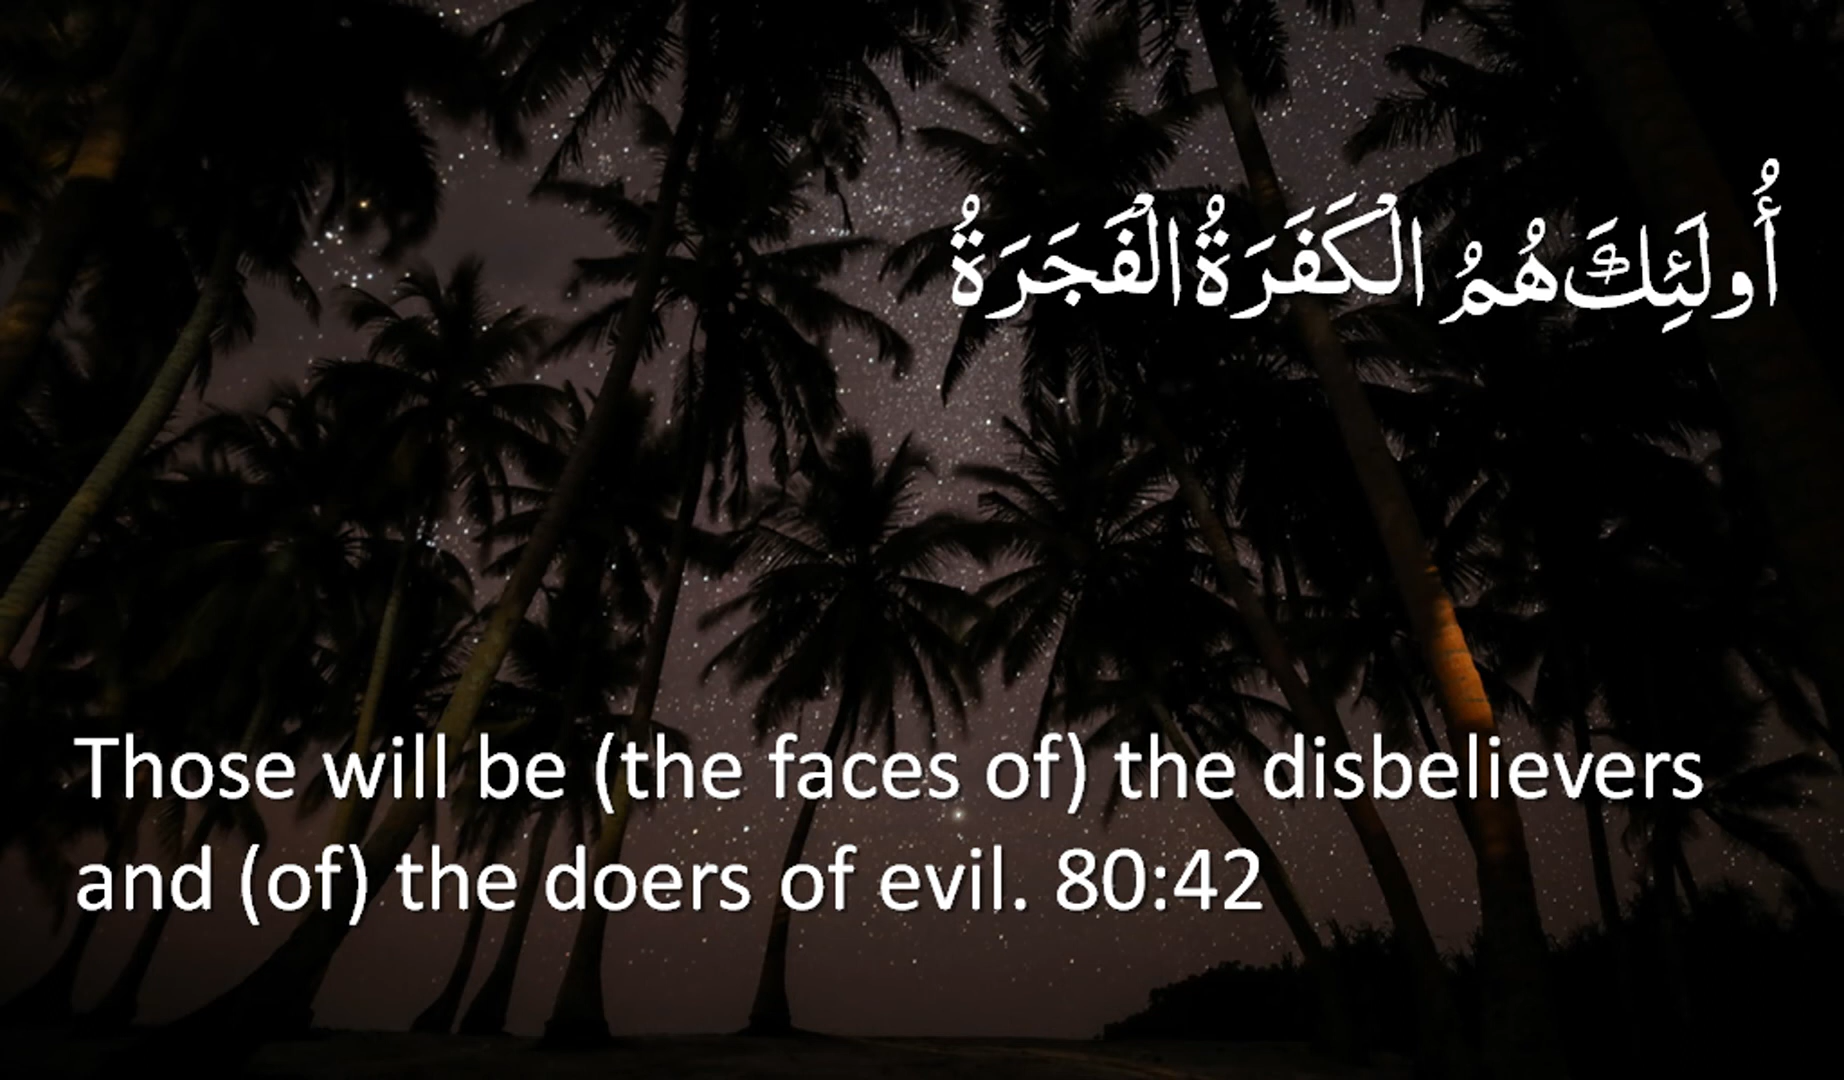 أُولَئِكَ هُمُ الْكَفَرَةُ الْفَجَرَةُ
Those will be (the faces of) the disbelievers
and (of) the doers of evil. 80:42